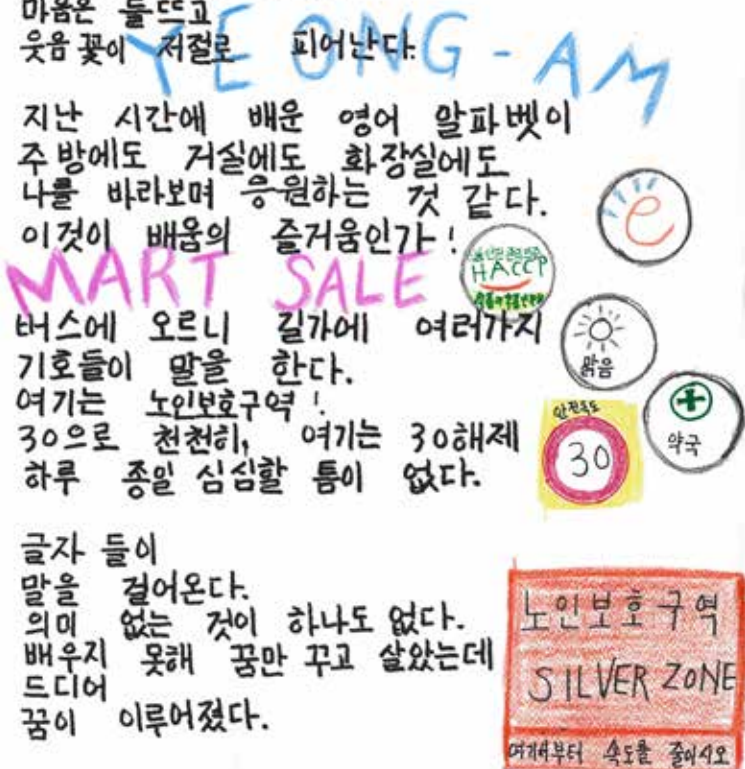 마음은 들뜨고
웃음 꽃이 저절로 피어난다.
YEONG-AM
지난 시간에 배운 영어 알파벳이
주방에도 거실에도 화장실에도
나를 바라보며 응원하는 것 같다.
이것이 배움의 즐거움인가!
e
MART SALE
HACCP
버스에 오르니 길가에 여러가지
기호들이 말을 한다.
맑음
여기는 노인보호구역!
30으로 천천히, 여기는 30해제
하루 종일 심심할 틈이 없다.
안전속도
30
약국
글자 들이
말을 걸어온다.
의미 없는 것이 하나도 없다.
배우지 못해 꿈만 꾸고 살았는데
드디어
꿈이 이루어졌다.
노인보호구역
SILVER ZONE
여기서부터 속도를 줄이시오